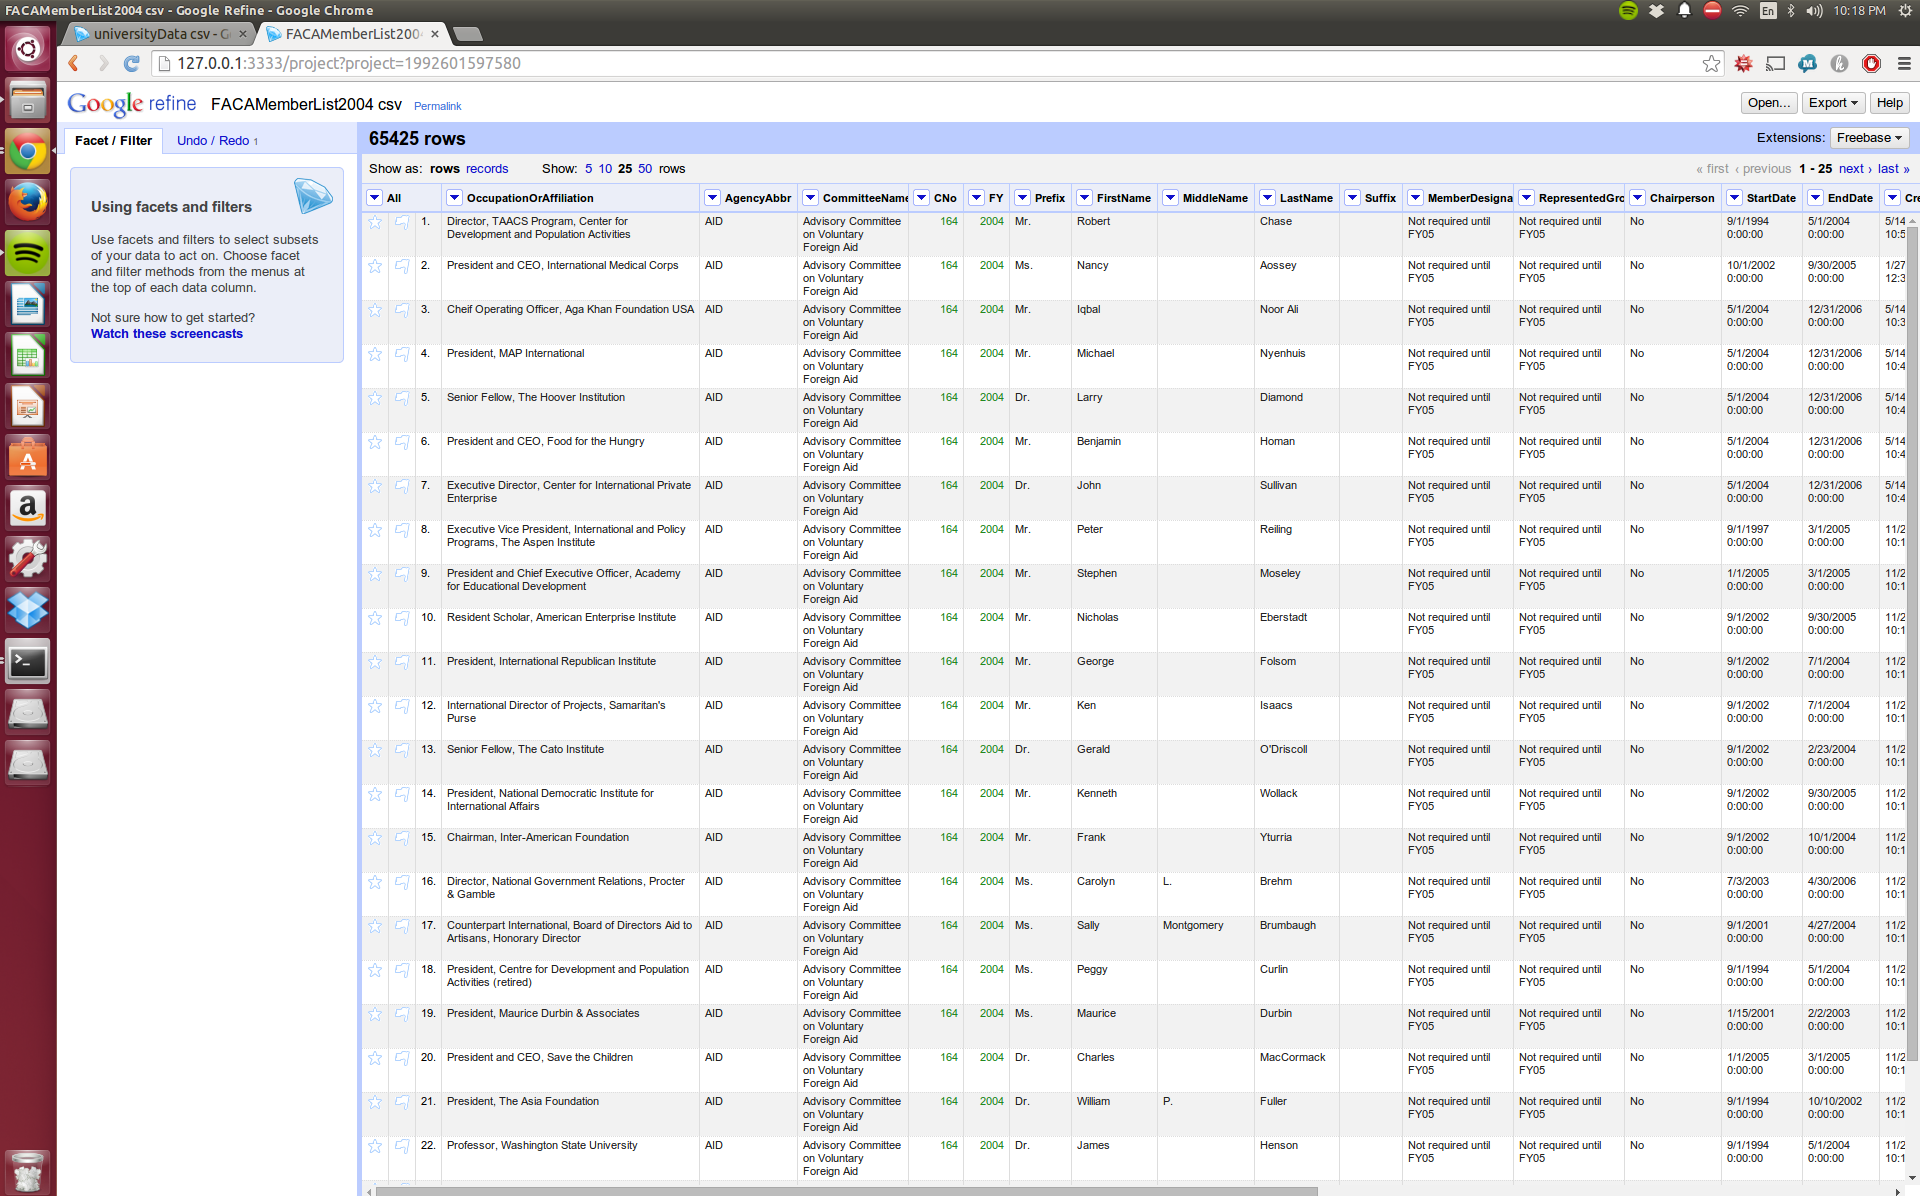 FACAMemberList2004 csv - Google Refine - Google Chrome
En
10:18 PM
universityData csv - G
FACAMemberList200
127.0.0.1:3333/project?project=1992601597580
Google refine FACAMemberList2004 csv Permalink
Open... Export Help
Facet / Filter Undo / Redo 1
65425 rows
Extensions: Freebase
Show as: rows records Show: 5 10 25 50 rows
« first ‹ previous 1 - 25 next › last »
Using facets and filters
Use facets and filters to select subsets
of your data to act on. Choose facet
and filter methods from the menus at
the top of each data column.
Not sure how to get started?
Watch these screencasts
All OccupationOrAffiliation AgencyAbbr CommitteeName CNo FY Prefix FirstName MiddleName LastName Suffix MemberDesigna RepresentedGro Chairperson StartDate EndDate Cre
1. Director, TAACS Program, Center for AID Advisory Committee 164 2004 Mr. Robert Chase Not required until Not required until No 9/1/1994 5/1/2004 5/14
Development and Population Activities on Voluntary FY05 FY05 0:00:00 0:00:00 10:5
Foreign Aid
2. President and CEO, International Medical Corps AID Advisory Committee 164 2004 Ms. Nancy Aossey Not required until Not required until No 10/1/2002 9/30/2005 1/27
on Voluntary FY05 FY05 0:00:00 0:00:00 12:3
Foreign Aid
3. Cheif Operating Officer, Aga Khan Foundation USA AID Advisory Committee 164 2004 Mr. Iqbal Noor Ali Not required until Not required until No 5/1/2004 12/31/2006 5/14
on Voluntary FY05 FY05 0:00:00 0:00:00 10:3
Foreign Aid
4. President, MAP International AID Advisory Committee 164 2004 Mr. Michael Nyenhuis Not required until Not required until No 5/1/2004 12/31/2006 5/14
on Voluntary FY05 FY05 0:00:00 0:00:00 10:4
Foreign Aid
5. Senior Fellow, The Hoover Institution AID Advisory Committee 164 2004 Dr. Larry Diamond Not required until Not required until No 5/1/2004 12/31/2006 5/14
on Voluntary FY05 FY05 0:00:00 0:00:00 10:4
Foreign Aid
6. President and CEO, Food for the Hungry AID Advisory Committee 164 2004 Mr. Benjamin Homan Not required until Not required until No 5/1/2004 12/31/2006 5/14
on Voluntary FY05 FY05 0:00:00 0:00:00 10:4
Foreign Aid
7. Executive Director, Center for International Private AID Advisory Committee 164 2004 Dr. John Sullivan Not required until Not required until No 5/1/2004 12/31/2006 5/14
Enterprise on Voluntary FY05 FY05 0:00:00 0:00:00 10:4
Foreign Aid
8. Executive Vice President, International and Policy AID Advisory Committee 164 2004 Mr. Peter Reiling Not required until Not required until No 9/1/1997 3/1/2005 11/2
Programs, The Aspen Institute on Voluntary FY05 FY05 0:00:00 0:00:00 10:1
Foreign Aid
9. President and Chief Executive Officer, Academy AID Advisory Committee 164 2004 Mr. Stephen Moseley Not required until Not required until No 1/1/2005 3/1/2005 11/2
for Educational Development on Voluntary FY05 FY05 0:00:00 0:00:00 10:1
Foreign Aid
10. Resident Scholar, American Enterprise Institute AID Advisory Committee 164 2004 Mr. Nicholas Eberstadt Not required until Not required until No 9/1/2002 9/30/2005 11/2
on Voluntary FY05 FY05 0:00:00 0:00:00 10:1
Foreign Aid
11. President, International Republican Institute AID Advisory Committee 164 2004 Mr. George Folsom Not required until Not required until No 9/1/2002 7/1/2004 11/2
on Voluntary FY05 FY05 0:00:00 0:00:00 10:1
Foreign Aid
12. International Director of Projects, Samaritan's AID Advisory Committee 164 2004 Mr. Ken Isaacs Not required until Not required until No 9/1/2002 7/1/2004 11/2
Purse on Voluntary FY05 FY05 0:00:00 0:00:00 10:1
Foreign Aid
13. Senior Fellow, The Cato Institute AID Advisory Committee 164 2004 Dr. Gerald O'Driscoll Not required until Not required until No 9/1/2002 2/23/2004 11/2
on Voluntary FY05 FY05 0:00:00 0:00:00 10:1
Foreign Aid
14. President, National Democratic Institute for AID Advisory Committee 164 2004 Mr. Kenneth Wollack Not required until Not required until No 9/1/2002 9/30/2005 11/2
International Affairs on Voluntary FY05 FY05 0:00:00 0:00:00 10:1
Foreign Aid
15. Chairman, Inter-American Foundation AID Advisory Committee 164 2004 Mr. Frank Yturria Not required until Not required until No 9/1/2002 10/1/2004 11/2
on Voluntary FY05 FY05 0:00:00 0:00:00 10:1
Foreign Aid
16. Director, National Government Relations, Procter AID Advisory Committee 164 2004 Ms. Carolyn L. Brehm Not required until Not required until No 7/3/2003 4/30/2006 11/2
& Gamble on Voluntary FY05 FY05 0:00:00 0:00:00 10:1
Foreign Aid
17. Counterpart International, Board of Directors Aid to AID Advisory Committee 164 2004 Ms. Sally Montgomery Brumbaugh Not required until Not required until No 9/1/2001 4/27/2004 11/2
Artisans, Honorary Director on Voluntary FY05 FY05 0:00:00 0:00:00 10:1
Foreign Aid
18. President, Centre for Development and Population AID Advisory Committee 164 2004 Ms. Peggy Curlin Not required until Not required until No 9/1/1994 5/1/2004 11/2
Activities (retired) on Voluntary FY05 FY05 0:00:00 0:00:00 10:1
Foreign Aid
19. President, Maurice Durbin & Associates AID Advisory Committee 164 2004 Ms. Maurice Durbin Not required until Not required until No 1/15/2001 2/2/2003 11/2
on Voluntary FY05 FY05 0:00:00 0:00:00 10:1
Foreign Aid
20. President and CEO, Save the Children AID Advisory Committee 164 2004 Dr. Charles MacCormack Not required until Not required until No 1/1/2005 3/1/2005 11/2
on Voluntary FY05 FY05 0:00:00 0:00:00 10:1
Foreign Aid
21. President, The Asia Foundation AID Advisory Committee 164 2004 Dr. William P. Fuller Not required until Not required until No 9/1/1994 10/10/2002 11/2
on Voluntary FY05 FY05 0:00:00 0:00:00 10:1
Foreign Aid
22. Professor, Washington State University AID Advisory Committee 164 2004 Dr. James Henson Not required until Not required until No 9/1/1994 5/1/2004 11/2
on Voluntary FY05 FY05 0:00:00 0:00:00 10:1
Foreign Aid